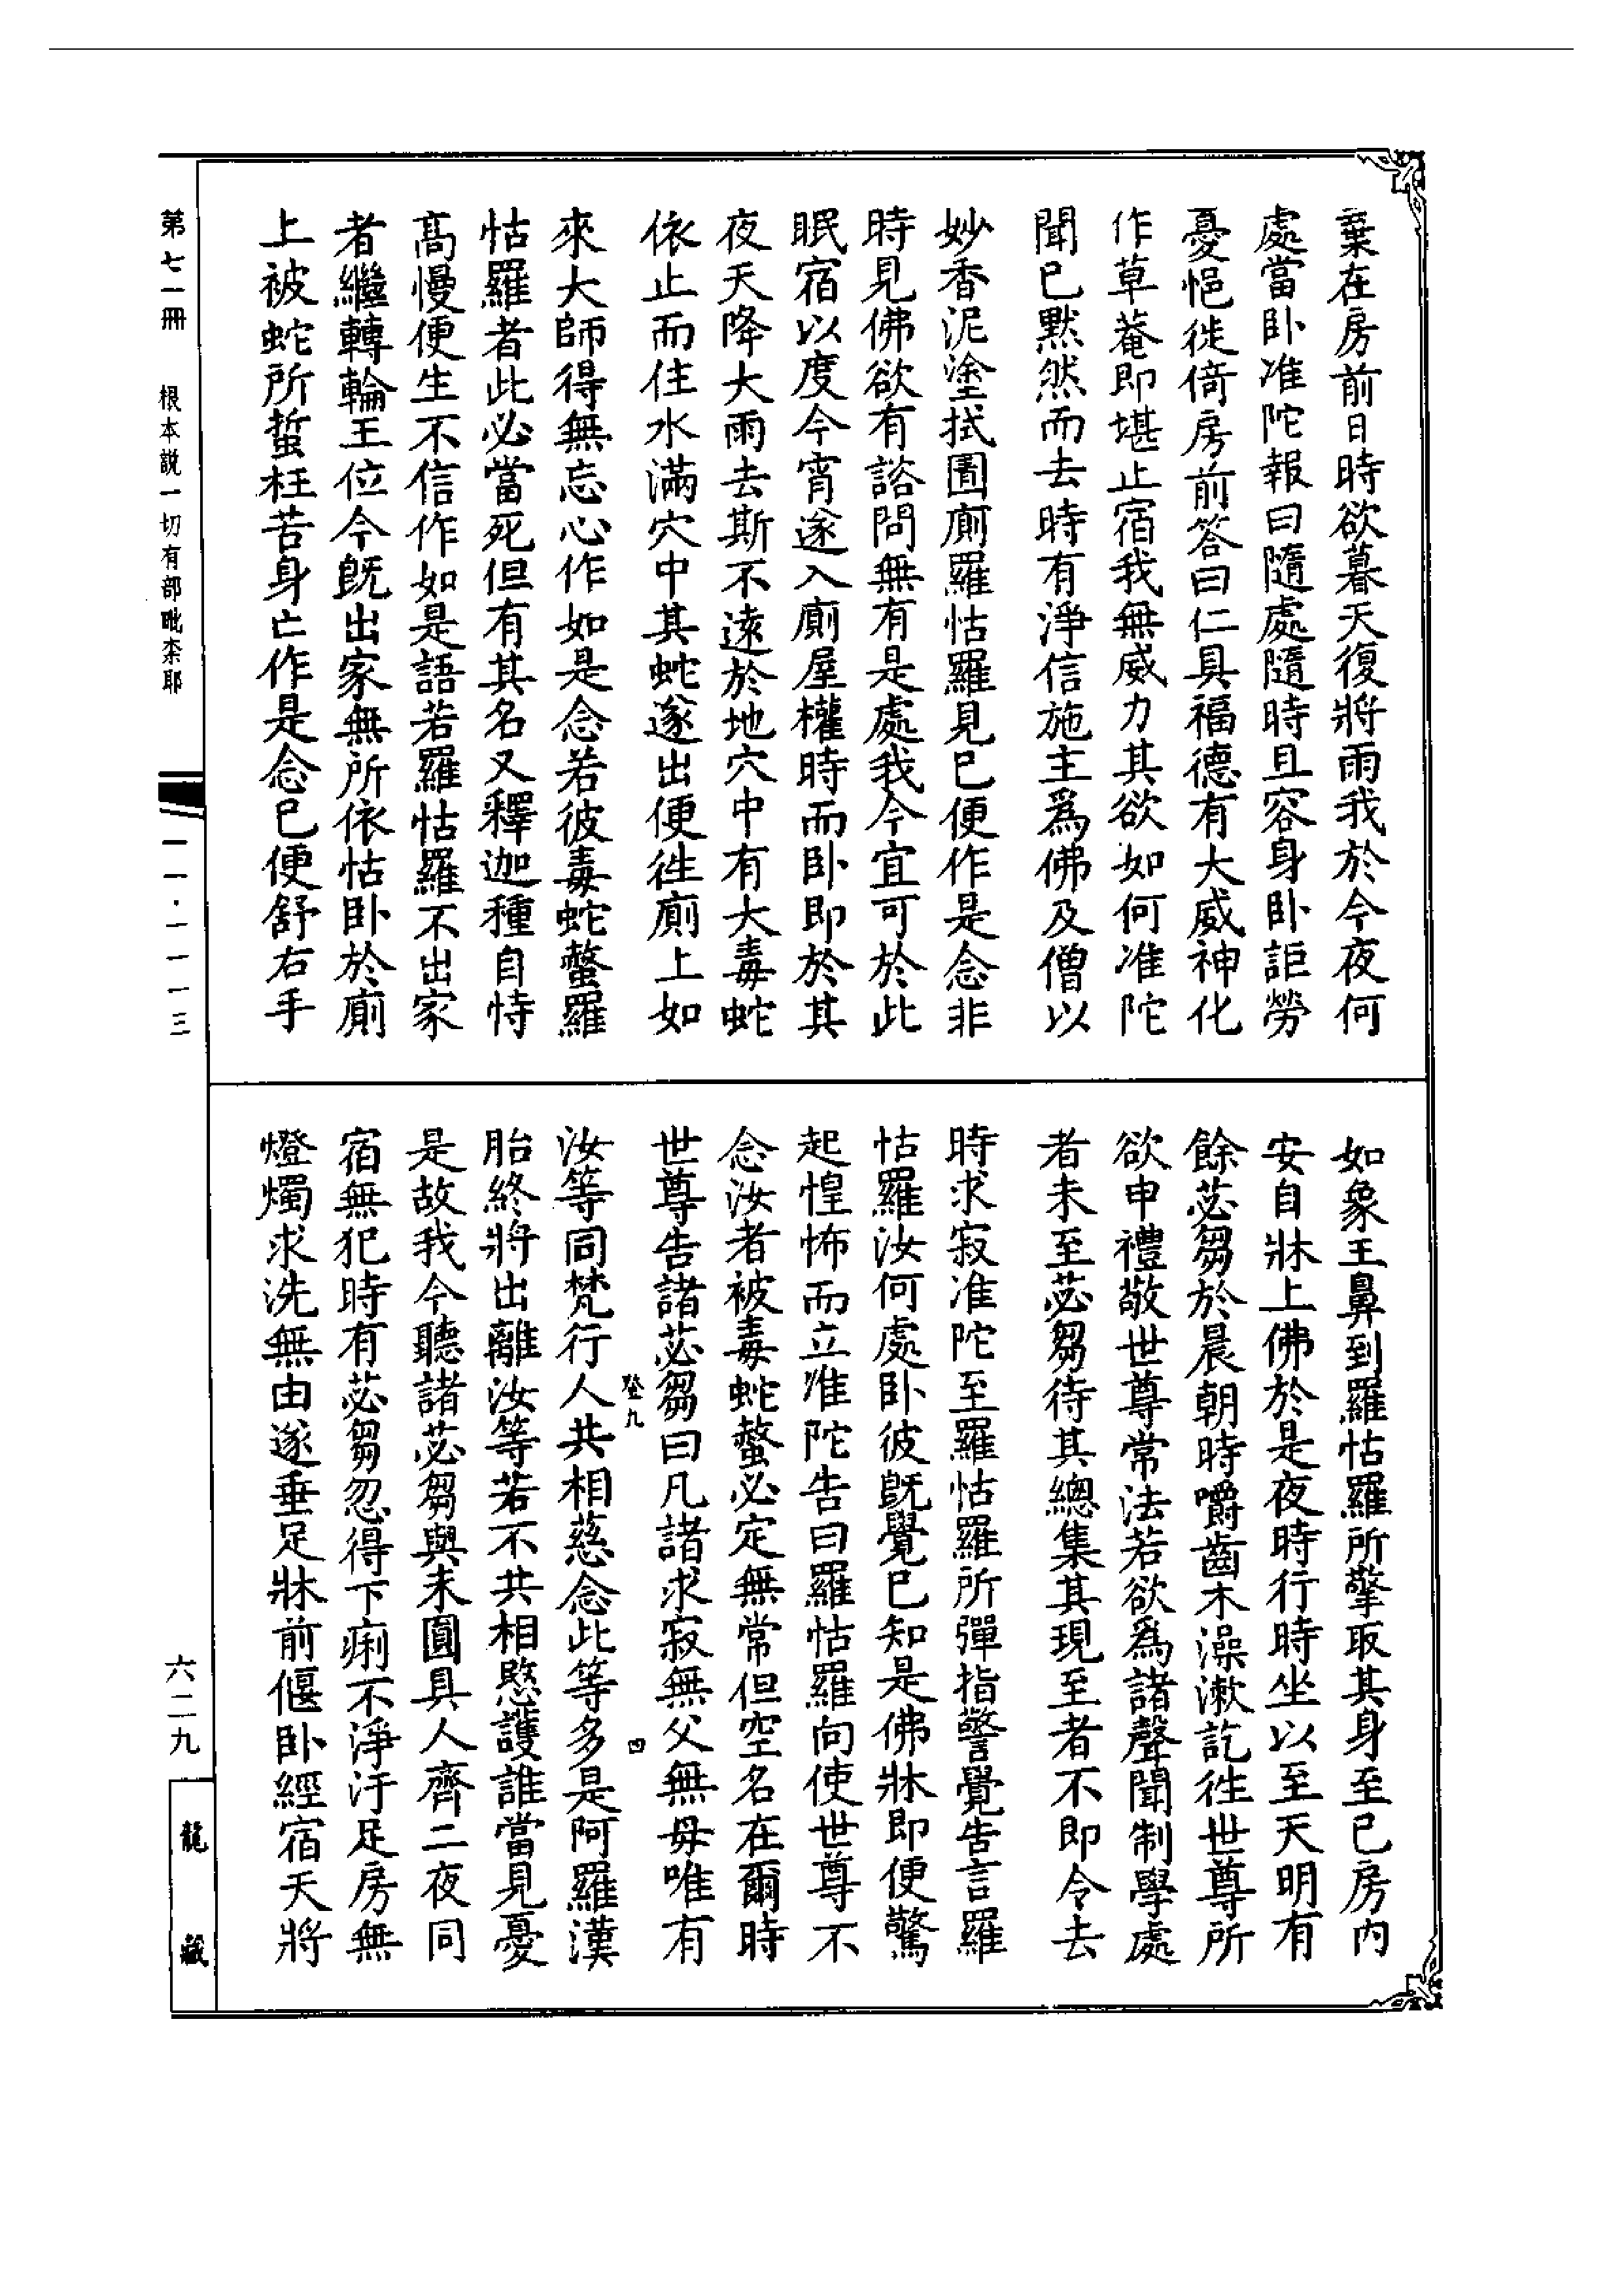 棄在房前日時欲暮天復將雨我於今夜何
處當卧准陀報曰隨處隨時且容身卧詎勞
憂悒徙倚房前答曰仁具福德有大威神化
作草菴即堪止宿我無威力其欲如何准陀
聞已默然而去時有淨信施主爲佛及僧以
妙香泥塗拭圊廁羅怙羅見已便作是念非
時見佛欲有諮問無有是處我今宜可於此
眠宿以度今宵遂入廁屋權時而卧即於其
夜天降大雨去斯不遠於地穴中有大毒蛇
依止而住水滿穴中其蛇遂出便往廁上如
來大師得無忘心作如是念若彼毒蛇螫羅
怙羅者此必當死但有其名又釋迦種自恃
高慢便生不信作如是語若羅怙羅不出家
者繼轉輪王位今旣出家無所依怙卧於廁
上被蛇所蜇枉苦身亡作是念已便舒右手
如象王鼻到羅怙羅所擎取其身至已房内
安自牀上佛於是夜時行時坐以至天明有
餘苾芻於晨朝時嚼齒木澡漱訖往世尊所
欲申禮敬世尊常法若欲爲諸聲聞制學處
者未至苾芻待其總集其現至者不即令去
時求寂准陀至羅怙羅所彈指警覺告言羅
怙羅汝何處卧彼旣覺已知是佛牀即便驚
起惶怖而立准陀告曰羅怙羅向使世尊不
念汝者被毒蛇螫必定無常但空名在爾時
世尊告諸苾芻曰凡諸求寂無父無母唯有
汝等同梵行人共相慈念此等多是阿羅漢
胎終將出離汝等若不共相愍護誰當見憂
是故我今聽諸苾芻與未圓具人齊二夜同
宿無犯時有苾芻忽得下痢不淨汙足房無
燈燭求洗無由遂垂足牀前偃卧經宿天將
第七一冊 根本說一切有部毗柰耶
一一·一一一三
六二九
龍藏
四